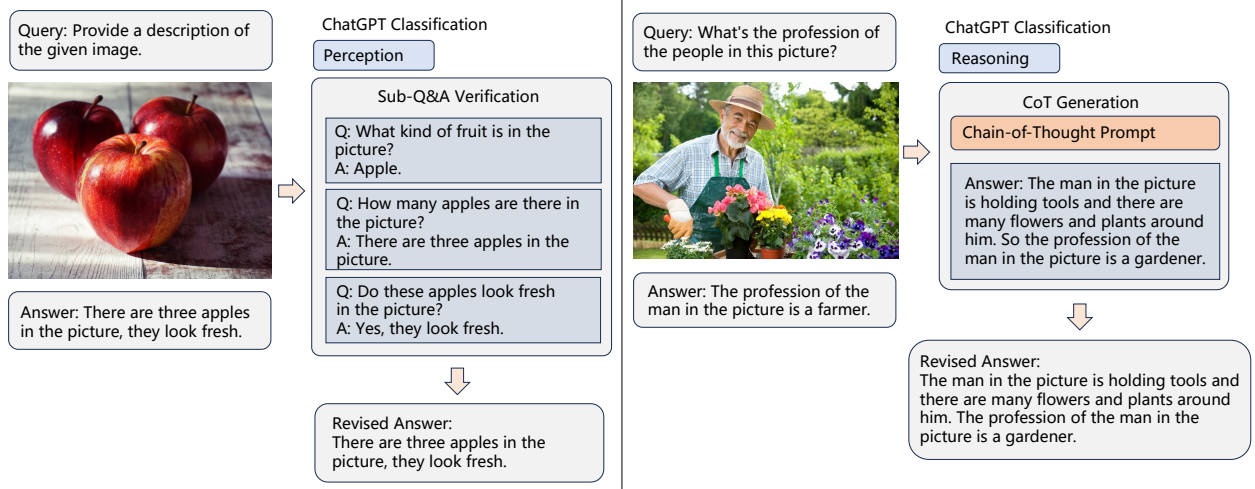 Query: Provide a description of
the given image.
Answer: There are three apples
in the picture, they look fresh.
ChatGPT Classification
Perception
Sub-Q&A Verification
Q: What kind of fruit is in the
picture?
A: Apple.
Q: How many apples are there in
the picture?
A: There are three apples in the
picture.
Q: Do these apples look fresh
in the picture?
A: Yes, they look fresh.
Revised Answer:
There are three apples in the
picture, they look fresh.
Query: What's the profession of
the people in this picture?
Answer: The profession of the
man in the picture is a farmer.
ChatGPT Classification
Reasoning
CoT Generation
Chain-of-Thought Prompt
Answer: The man in the picture
is holding tools and there are
many flowers and plants around
him. So the profession of the
man in the picture is a gardener.
Revised Answer:
The man in the picture is holding tools and
there are many flowers and plants around
him. The profession of the man in the
picture is a gardener.